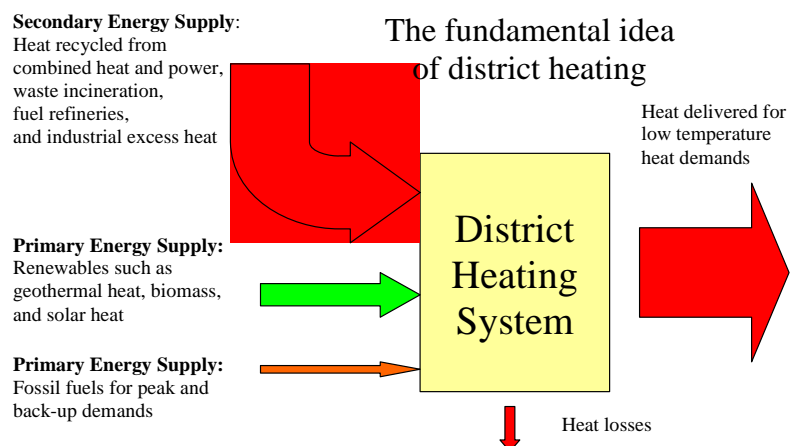 Secondary Energy Supply:
Heat recycled from
combined heat and power,
waste incineration,
fuel refineries,
and industrial excess heat
The fundamental idea
of district heating
Heat delivered for
low temperature
heat demands
Primary Energy Supply:
Renewables such as
geothermal heat, biomass,
and solar heat
District
Heating
System
Primary Energy Supply:
Fossil fuels for peak and
back-up demands
Heat losses